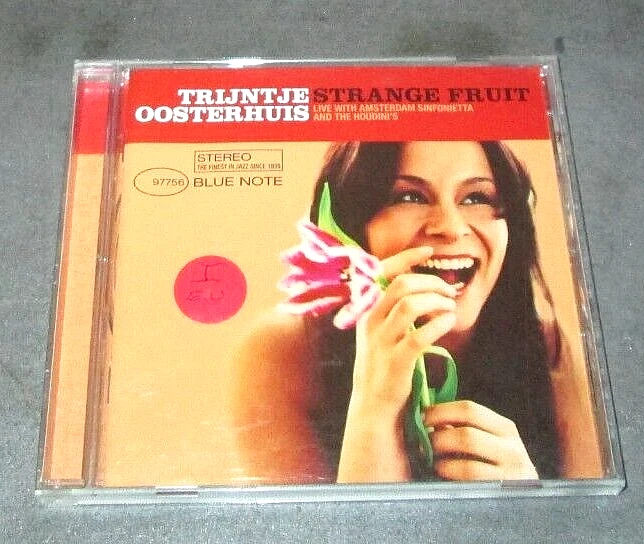 TRIJNTJE STRANGE FRUIT
OOSTERHUIS LIVE WITH AMSTERDAM SINFONIETTA
AND THE HOUDINI'S
STEREO
THE FINEST IN JAZZ SINCE 1939
97756 BLUE NOTE